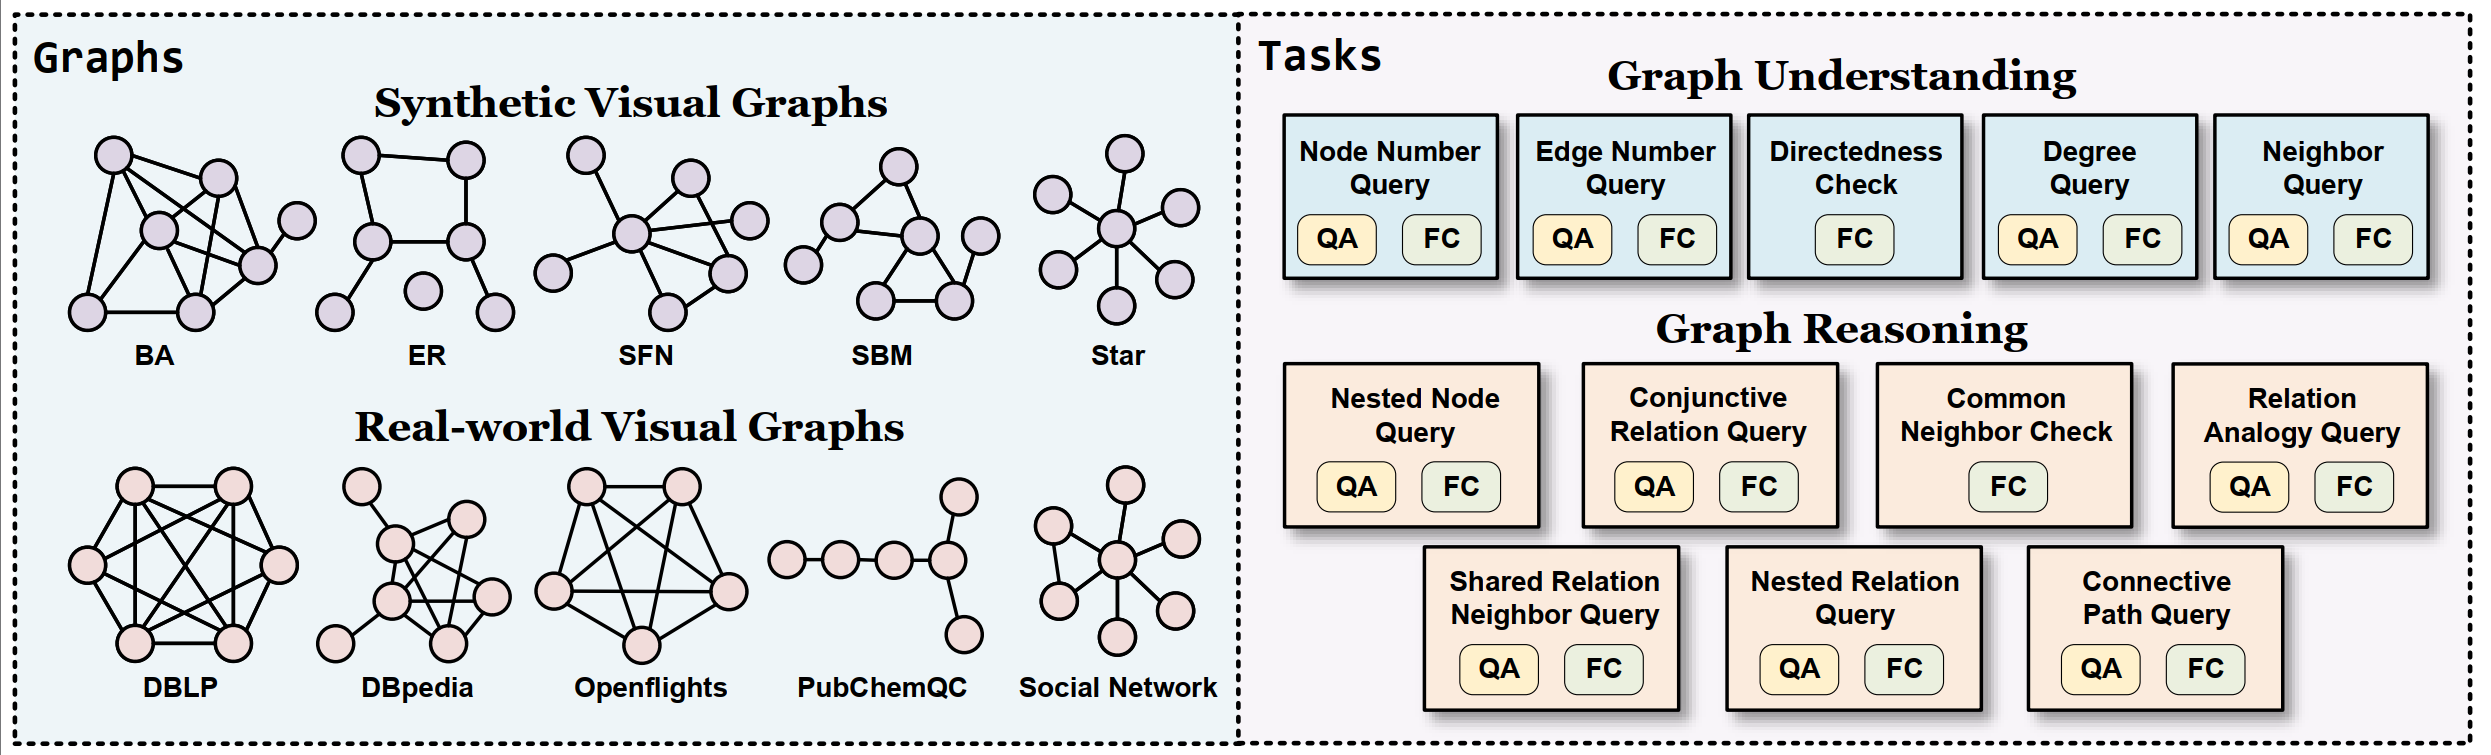 Graphs
Synthetic Visual Graphs
BA
ER
SFN
SBM
Star
Real-world Visual Graphs
DBLP
DBpedia
Openflights
PubChemQC
Social Network
Tasks
Graph Understanding
Node Number
Query
QA
FC
Edge Number
Query
QA
FC
Directedness
Check
FC
Degree
Query
QA
FC
Neighbor
Query
QA
FC
Graph Reasoning
Nested Node
Query
QA
FC
Conjunctive
Relation Query
QA
FC
Common
Neighbor Check
FC
Relation
Analogy Query
QA
FC
Shared Relation
Neighbor Query
QA
FC
Nested Relation
Query
QA
FC
Connective
Path Query
QA
FC